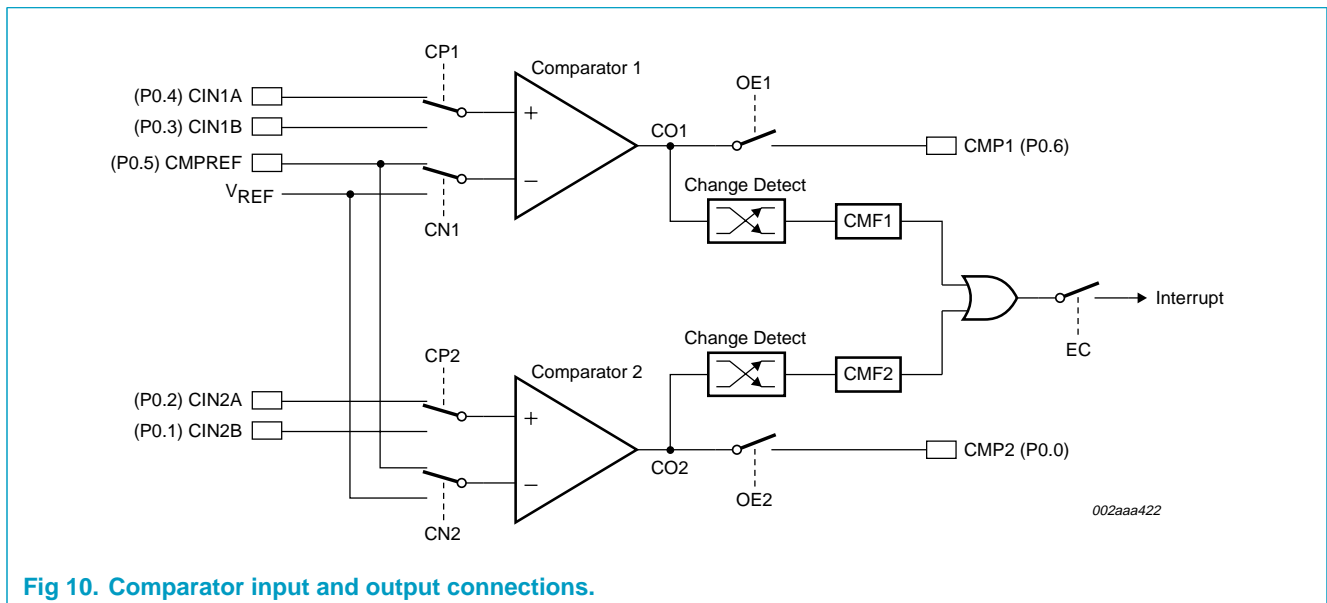 CP1
Comparator 1
OE1
(P0.4) CIN1A
(P0.3) CIN1B
(P0.5) CMPREF
VREF
+
−
CN1
CO1
CMP1 (P0.6)
Change Detect
CMF1
Interrupt
EC
Change Detect
CMF2
CP2
Comparator 2
(P0.2) CIN2A
(P0.1) CIN2B
+
−
CN2
CO2
OE2
CMP2 (P0.0)
002aaa422
Fig 10. Comparator input and output connections.